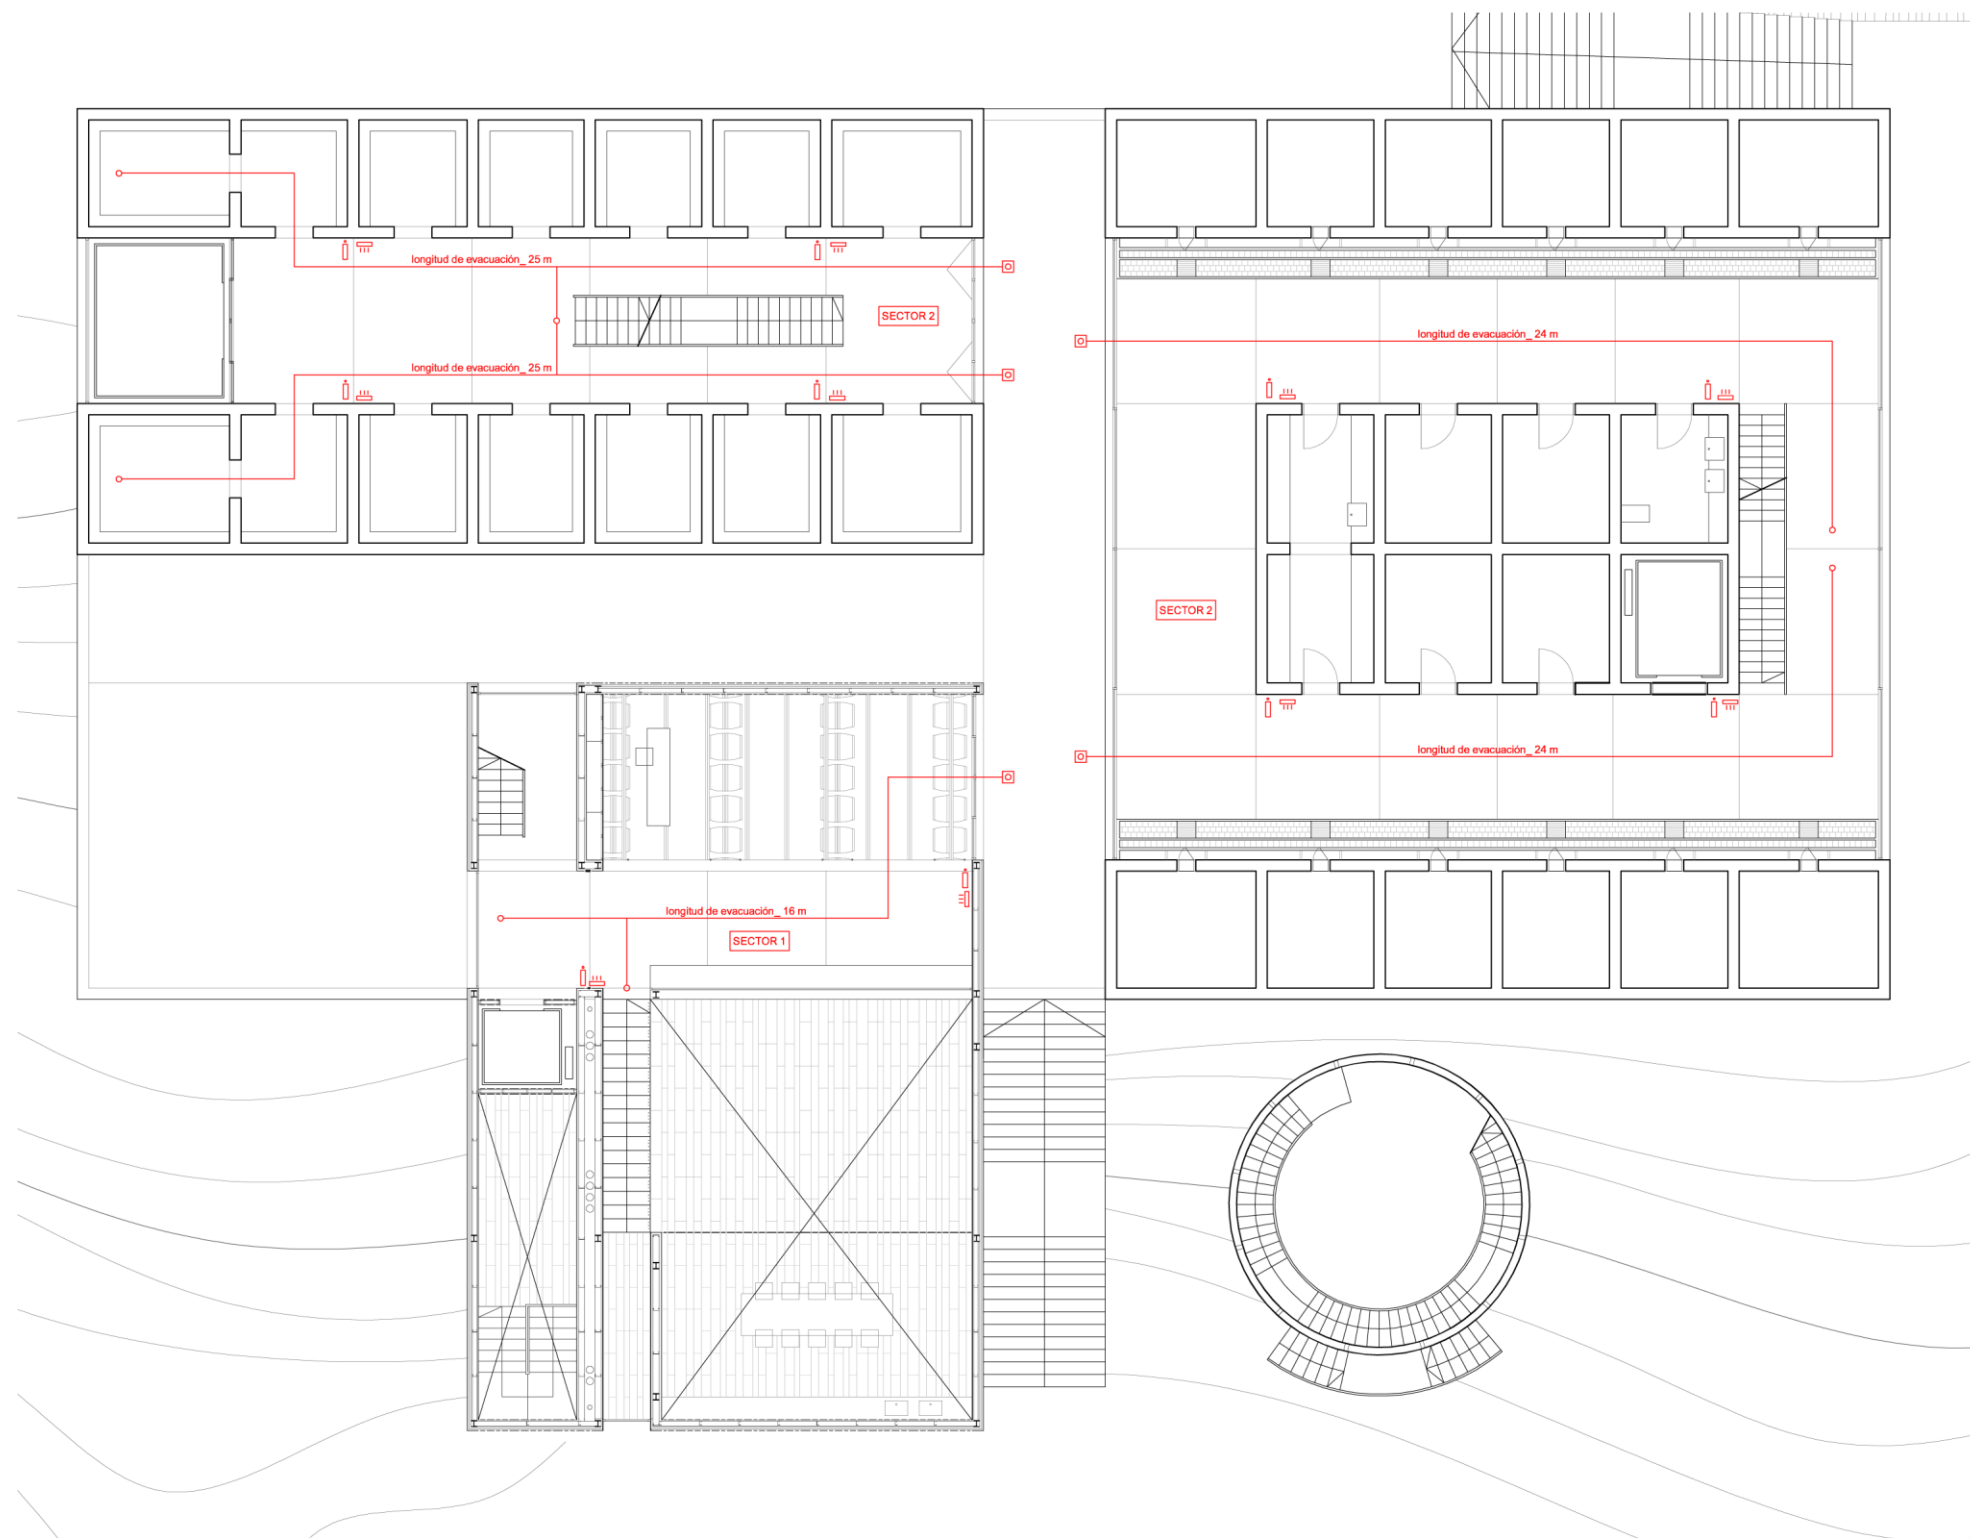 longitud de evacuación_ 25 m
SECTOR 2
longitud de evacuación_ 25 m
longitud de evacuación_ 24 m
SECTOR 2
longitud de evacuación_ 24 m
longitud de evacuación_ 16 m
SECTOR 1